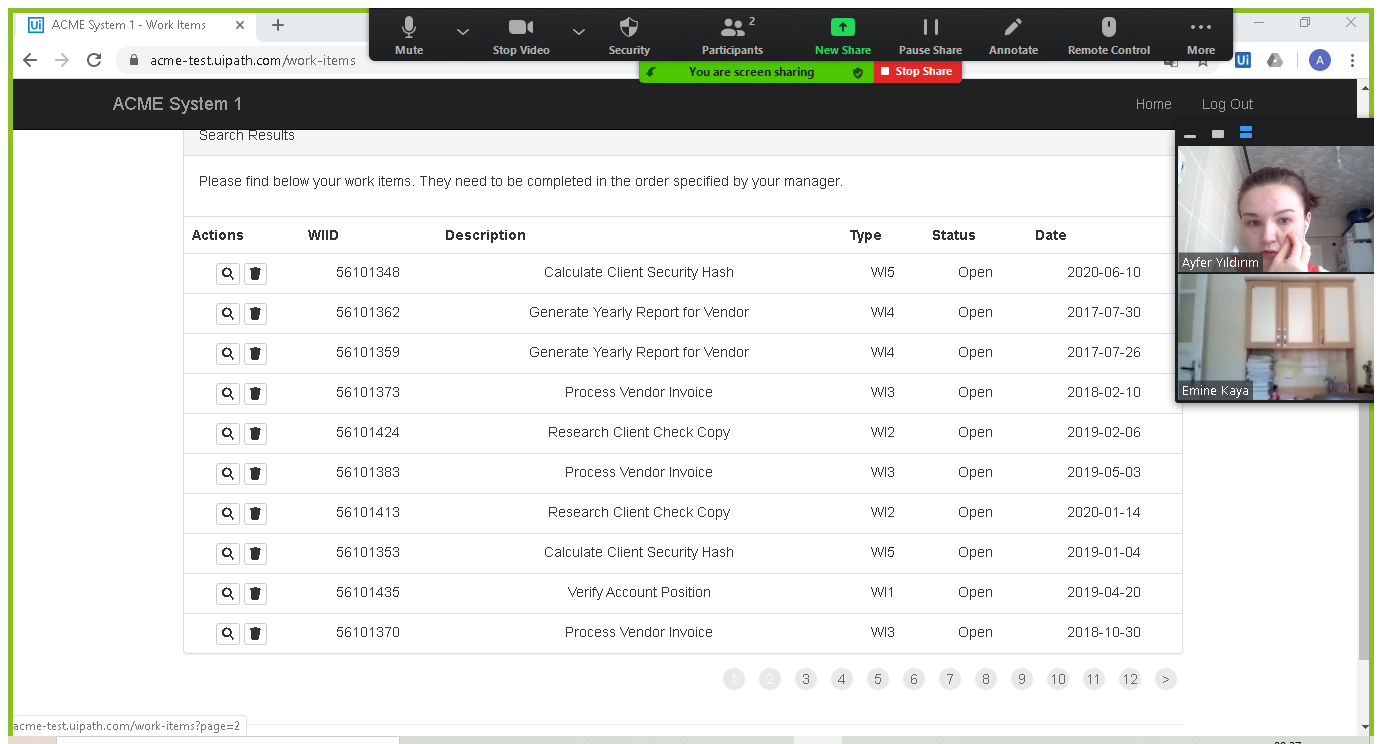 ACME System 1 - Work Items
2
Mute
Stop Video
Security
Participants
New Share
Pause Share
Annotate
Remote Control
More
acme-test.uipath.com/work-items
Ui
A
You are screen sharing
Stop Share
ACME System 1
Home
Log Out
Search Results
Please find below your work items. They need to be completed in the order specified by your manager.
Actions WIID Description Type Status Date
56101348 Calculate Client Security Hash WI5 Open 2020-06-10
56101362 Generate Yearly Report for Vendor WI4 Open 2017-07-30
56101359 Generate Yearly Report for Vendor WI4 Open 2017-07-26
56101373 Process Vendor Invoice WI3 Open 2018-02-10
56101424 Research Client Check Copy WI2 Open 2019-02-06
56101383 Process Vendor Invoice WI3 Open 2019-05-03
56101413 Research Client Check Copy WI2 Open 2020-01-14
56101353 Calculate Client Security Hash WI5 Open 2019-01-04
56101435 Verify Account Position WI1 Open 2019-04-20
56101370 Process Vendor Invoice WI3 Open 2018-10-30
Ayfer Yıldırım
Emine Kaya
1 2 3 4 5 6 7 8 9 10 11 12 >
acme-test.uipath.com/work-items?page=2